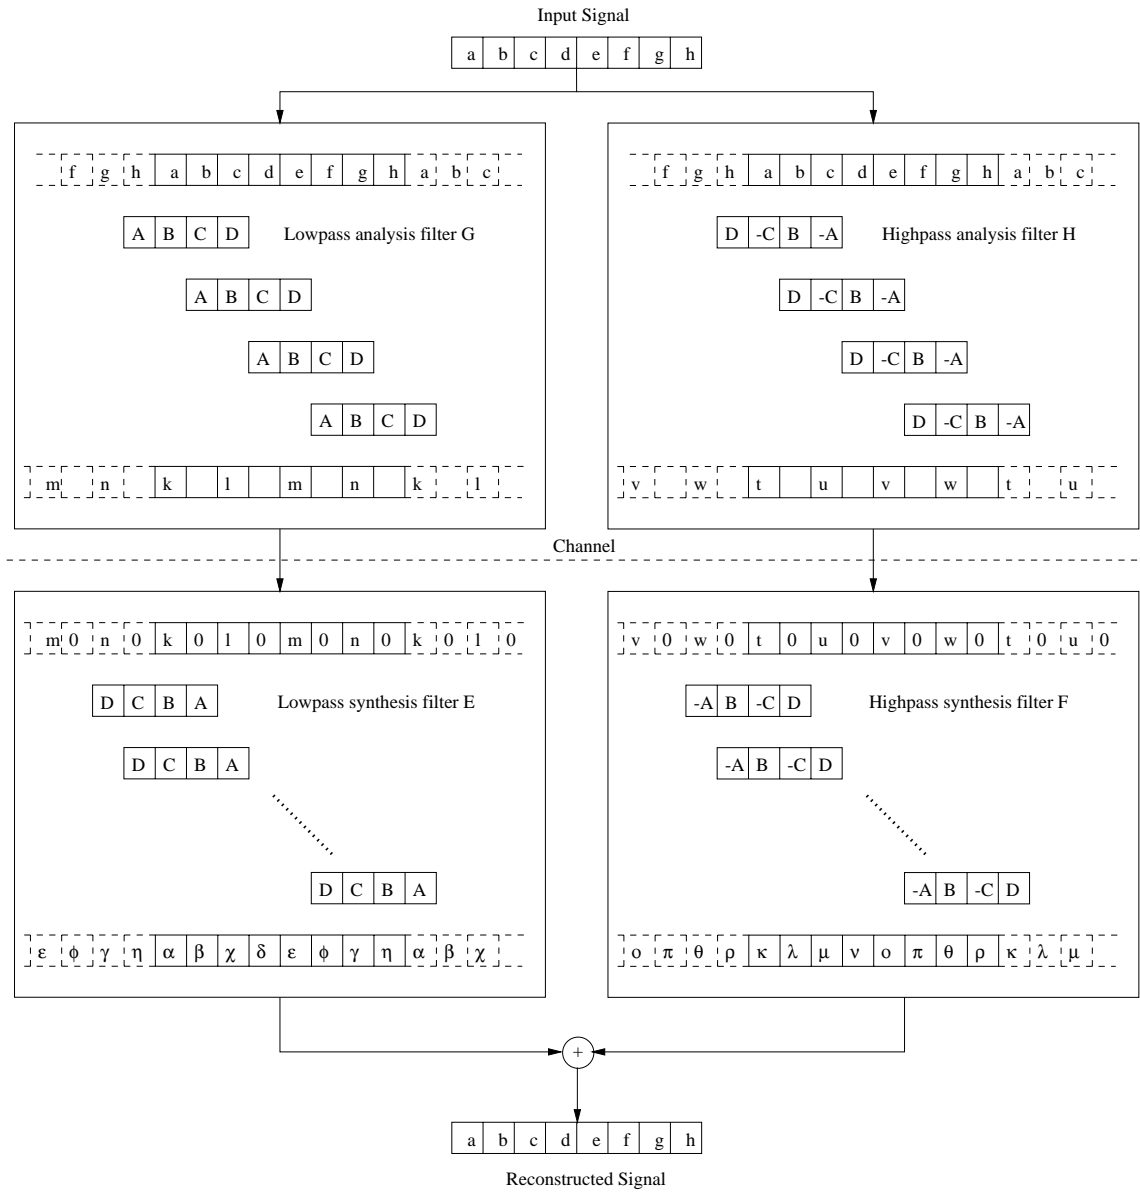 Input Signal
a b c d e f g h
f g h a b c d e f g h a b c
f g h a b c d e f g h a b c
A B C D
Lowpass analysis filter G
D -C B -A
Highpass analysis filter H
A B C D
D -C B -A
A B C D
D -C B -A
A B C D
D -C B -A
m n k l m n k l
v w t u v w t u
Channel
m 0 n 0 k 0 l 0 m 0 n 0 k 0 l 0
v 0 w 0 t 0 u 0 v 0 w 0 t 0 u 0
D C B A
Lowpass synthesis filter E
-A B -C D
Highpass synthesis filter F
D C B A
-A B -C D
D C B A
-A B -C D
ε ϕ γ η α β χ δ ε ϕ γ η α β χ
ο π θ ρ κ λ μ ν ο π θ ρ κ λ μ
+
a b c d e f g h
Reconstructed Signal